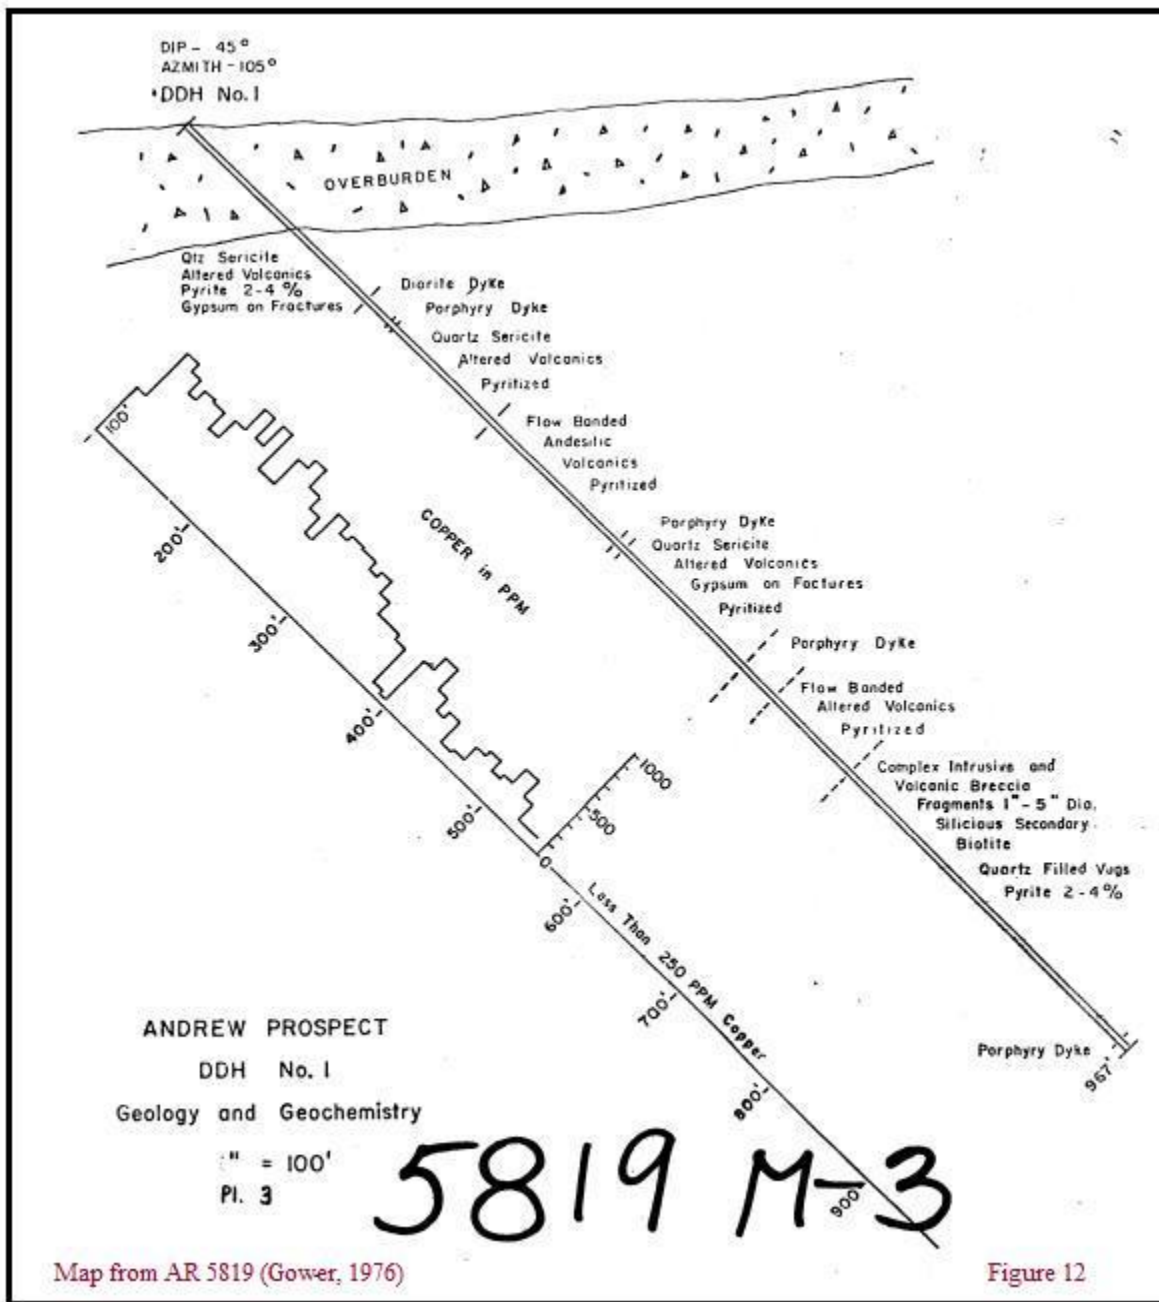 DIP - 45°
AZMITH - 105°
DDH No. 1
OVERBURDEN
Qtz Sericite
Altered Volcanics
Pyrite 2-4 %
Gypsum on Fractures
Diorite Dyke
Porphyry Dyke
Quartz Sericite
Altered Volcanics
Pyritized
Flow Banded
Andesitic
Volcanics
Pyritized
Porphyry Dyke
Quartz Sericite
Altered Volcanics
Gypsum on Factures
Pyritized
Porphyry Dyke
Flow Banded
Altered Volcanics
Pyritized
Complex Intrusive and
Volcanic Breccia
Fragments 1" - 5" Dia.
Silicious Secondary
Biotite
Quartz Filled Vugs
Pyrite 2-4%
Porphyry Dyke
967'
COPPER in PPM
100'
200'
300'
400'
500'
600'
700'
800'
900'
0
500
1000
Less Than 250 PPM Copper
ANDREW PROSPECT
DDH No. 1
Geology and Geochemistry
" = 100'
Pl. 3
5819 M-3
Map from AR 5819 (Gower, 1976)
Figure 12